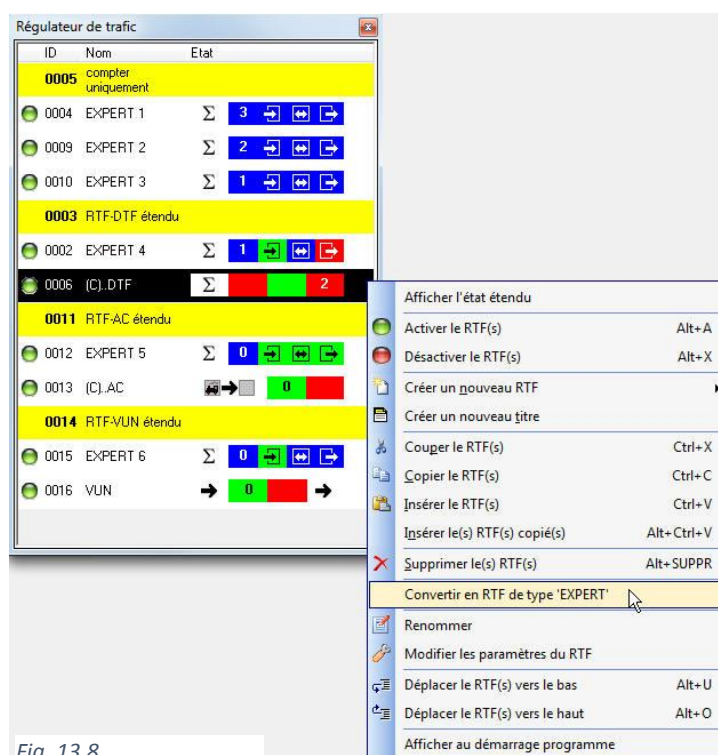 Régulateur de trafic
ID Nom Etat
0005 compter
uniquement
0004 EXPERT 1 Σ 3
0009 EXPERT 2 Σ 2
0010 EXPERT 3 Σ 1
0003 RTF-DTF étendu
0002 EXPERT 4 Σ 1
0006 (C)..DTF Σ 2
0011 RTF-AC étendu
0012 EXPERT 5 Σ 0
0013 (C)..AC 0
0014 RTF-VUN étendu
0015 EXPERT 6 Σ 0
0016 VUN 0
Afficher l'état étendu
Activer le RTF(s) Alt+A
Désactiver le RTF(s) Alt+X
Créer un nouveau RTF
Créer un nouveau titre
Couper le RTF(s) Ctrl+X
Copier le RTF(s) Ctrl+C
Insérer le RTF(s) Ctrl+V
Insérer le(s) RTF(s) copié(s) Alt+Ctrl+V
Supprimer le(s) RTF(s) Alt+SUPPR
Convertir en RTF de type 'EXPERT'
Renommer
Modifier les paramètres du RTF
Déplacer le RTF(s) vers le bas Alt+U
Déplacer le RTF(s) vers le haut Alt+O
Afficher au démarrage programme
Fig. 13.8